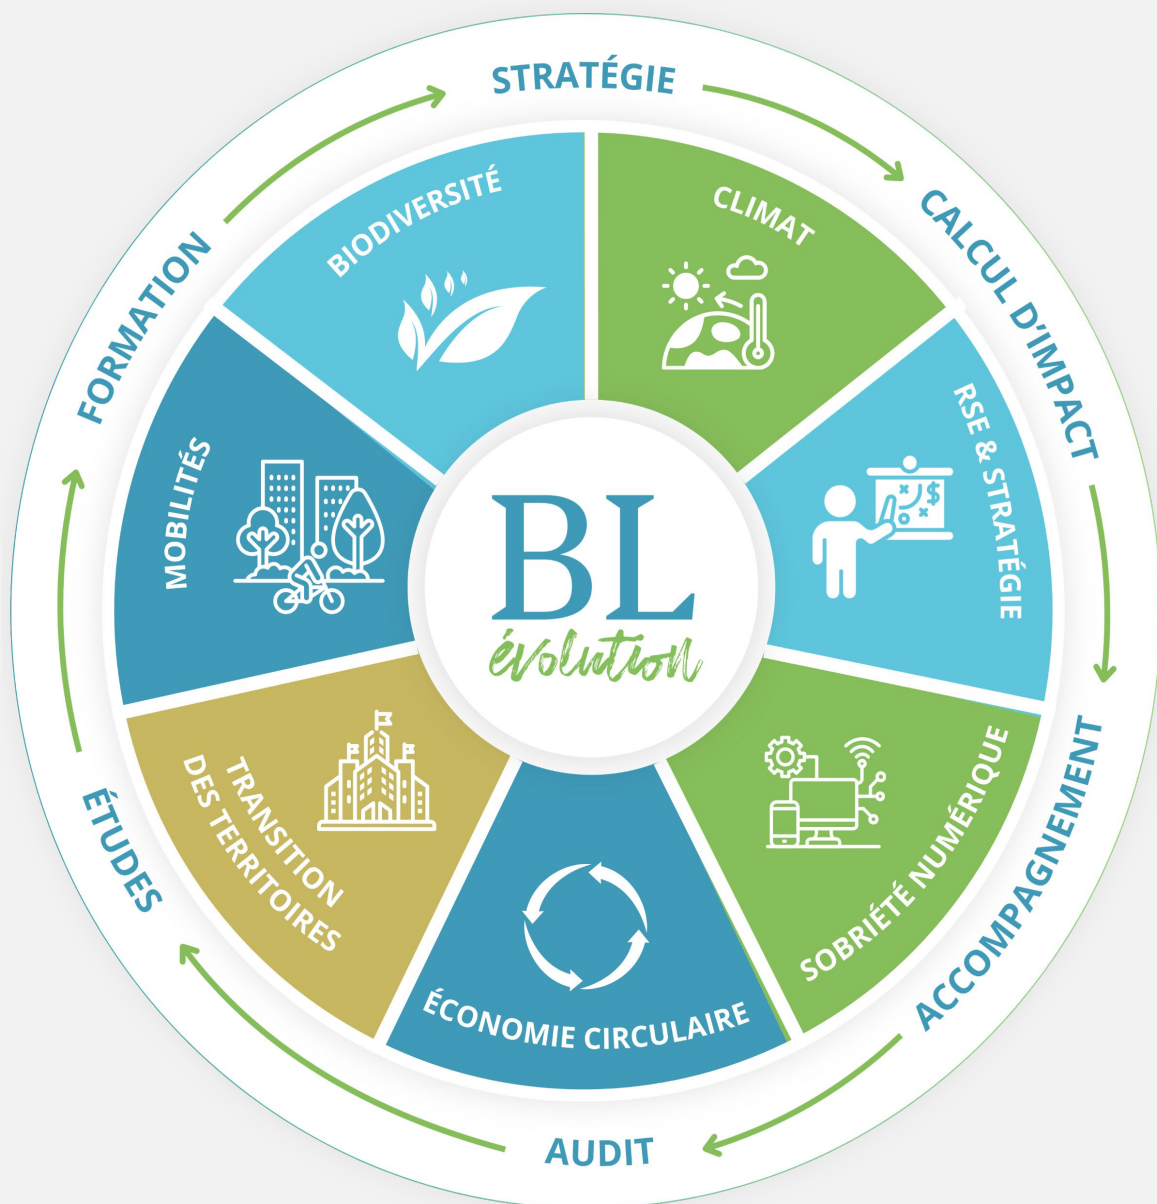 STRATÉGIE
CALCUL D'IMPACT
ACCOMPAGNEMENT
AUDIT
ÉTUDES
FORMATION
BIODIVERSITÉ
CLIMAT
RSE & STRATÉGIE
$
SOBRIÉTÉ NUMÉRIQUE
ÉCONOMIE CIRCULAIRE
TRANSITION
DES TERRITOIRES
MOBILITÉS
BL
évolution